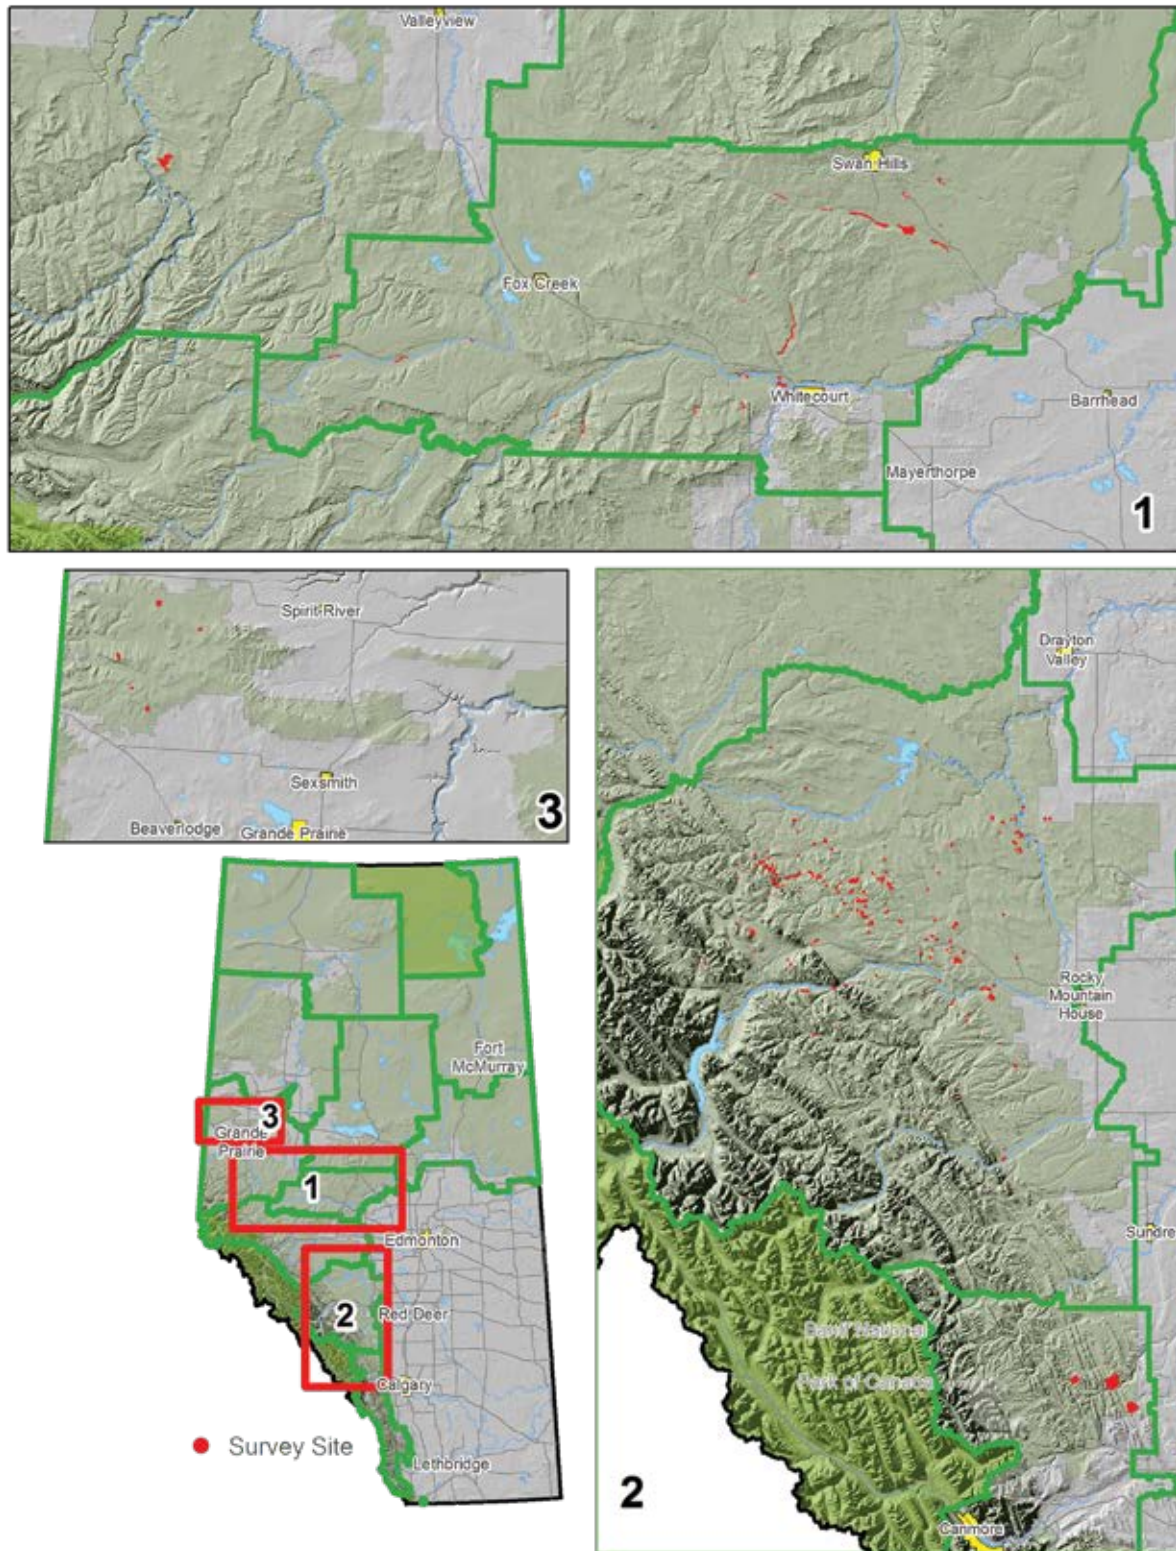 Valleyview
Swan Hills
Fox Creek
Whitecourt
Barrhead
Mayerthorpe
1
Spirit River
Sexsmith
Beaverlodge
Grande Prairie
3
Drayton
Valley
Rocky
Mountain
House
Sundre
Banff National
Park of Canada
Canmore
2
Fort
McMurray
3
Grande
Prairie
1
Edmonton
2
Red Deer
Calgary
Lethbridge
Survey Site